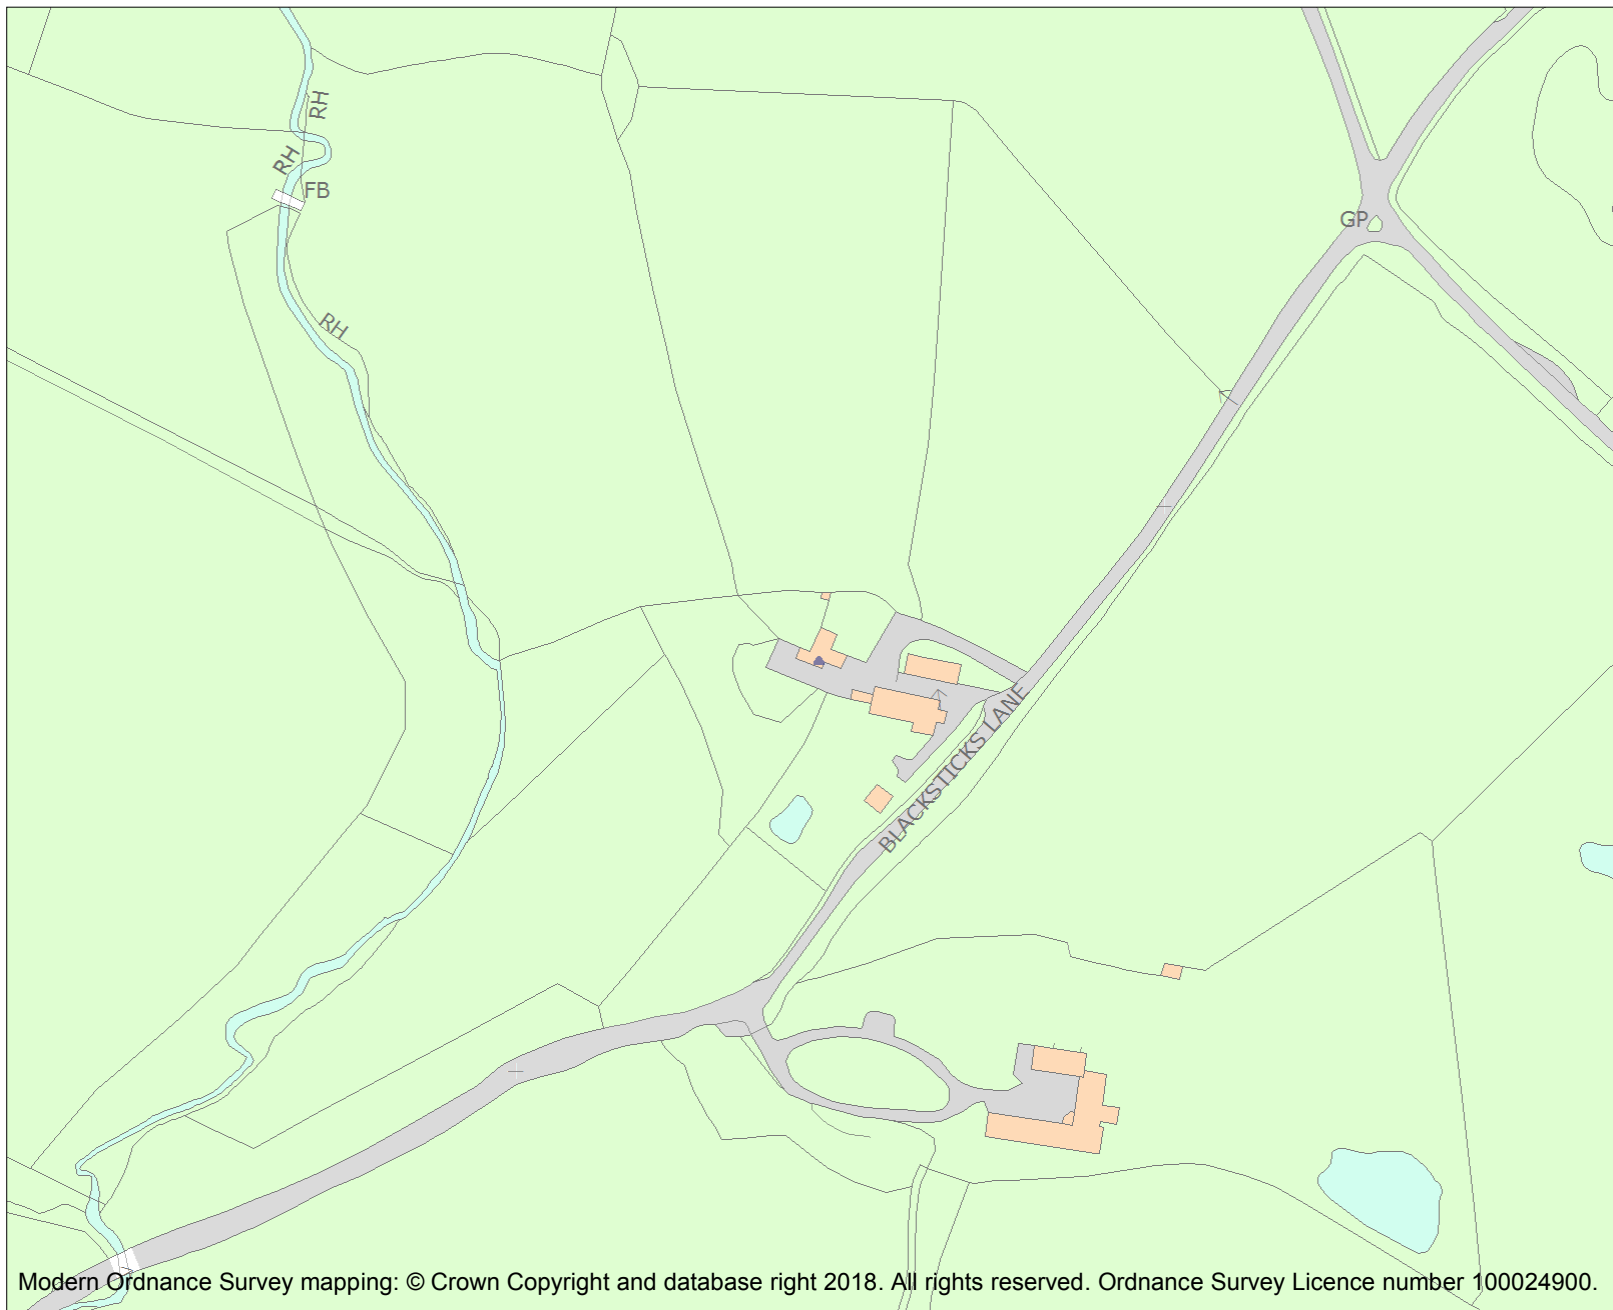 RH
RH
FB
GP
RH
BLACKSTICKS LANE
Modern Ordnance Survey mapping: © Crown Copyright and database right 2018. All rights reserved. Ordnance Survey Licence number 100024900.